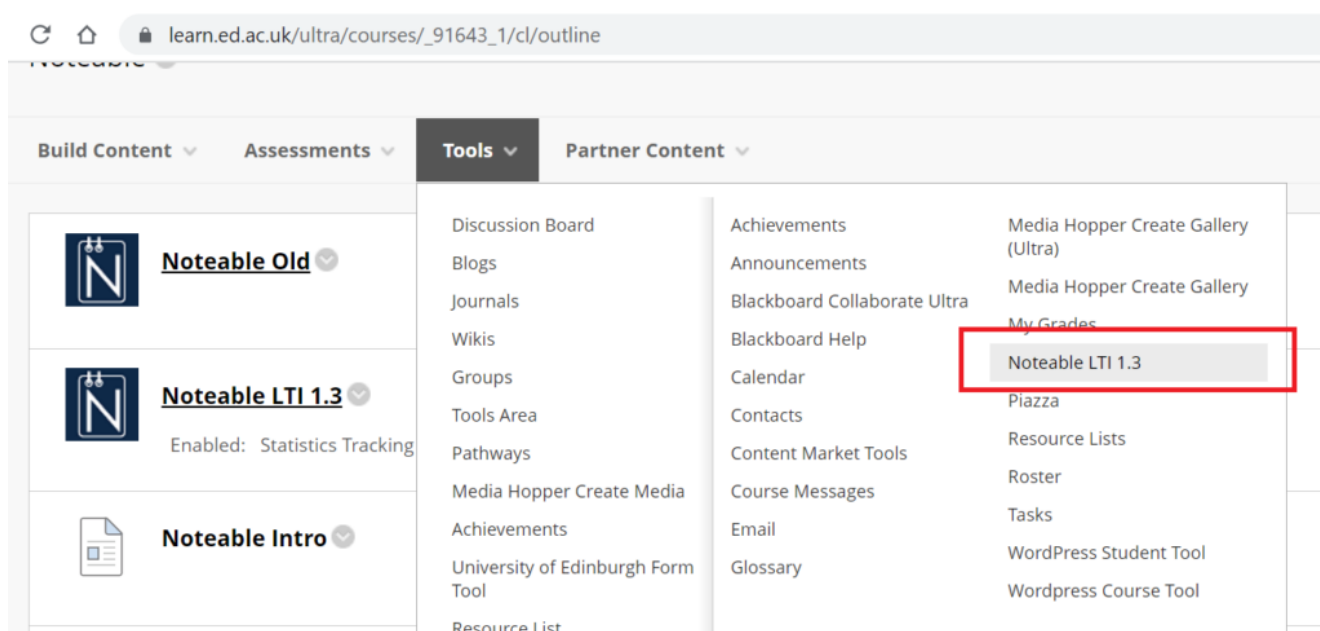 learn.ed.ac.uk/ultra/courses/_91643_1/cl/outline
Noteable
Build Content
Assessments
Tools
Partner Content
Noteable Old
Noteable LTI 1.3
Enabled: Statistics Tracking
Noteable Intro
Discussion Board
Blogs
Journals
Wikis
Groups
Tools Area
Pathways
Media Hopper Create Media
Achievements
University of Edinburgh Form
Tool
Resource List
Achievements
Announcements
Blackboard Collaborate Ultra
Blackboard Help
Calendar
Contacts
Content Market Tools
Course Messages
Email
Glossary
Media Hopper Create Gallery
(Ultra)
Media Hopper Create Gallery
My Grades
Noteable LTI 1.3
Piazza
Resource Lists
Roster
Tasks
WordPress Student Tool
Wordpress Course Tool